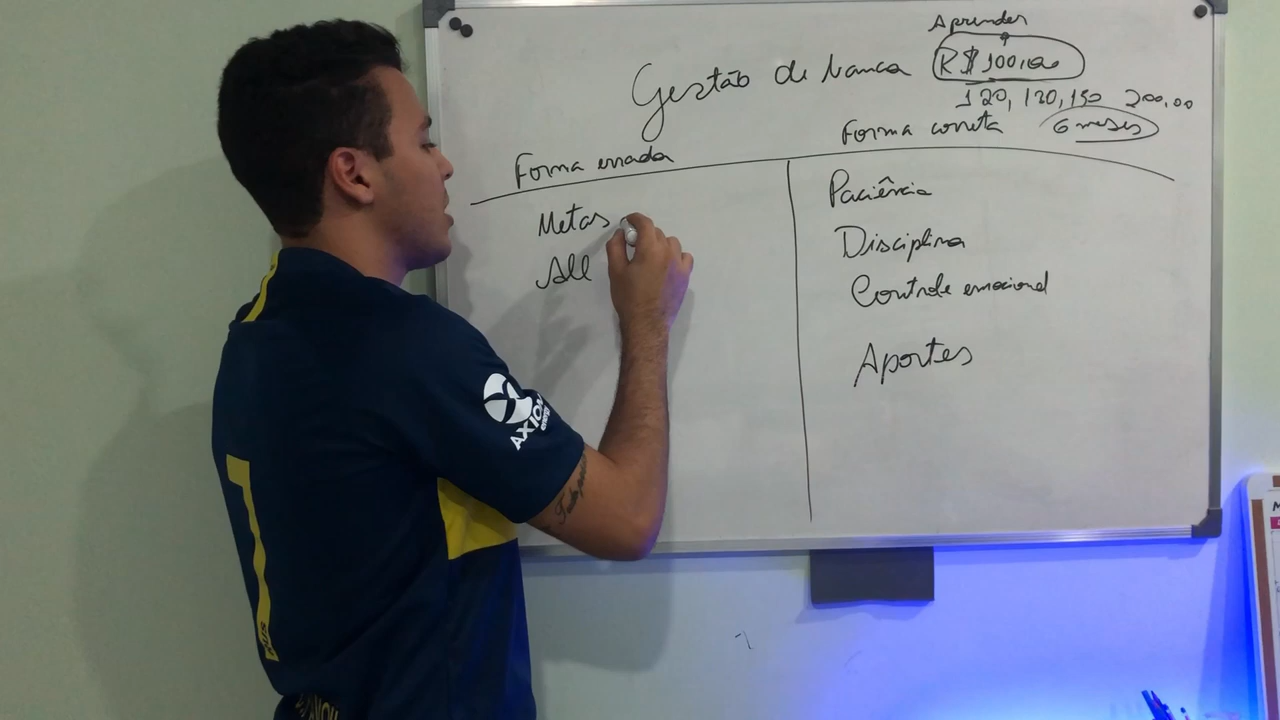 Aprender
Gestão de banca R$ 100,00
120, 120, 150 200,00
Forma errada
Forma correta 6 meses
Metas
All
Paciência
Disciplina
Controle emocional
Aportes
AXION
energy